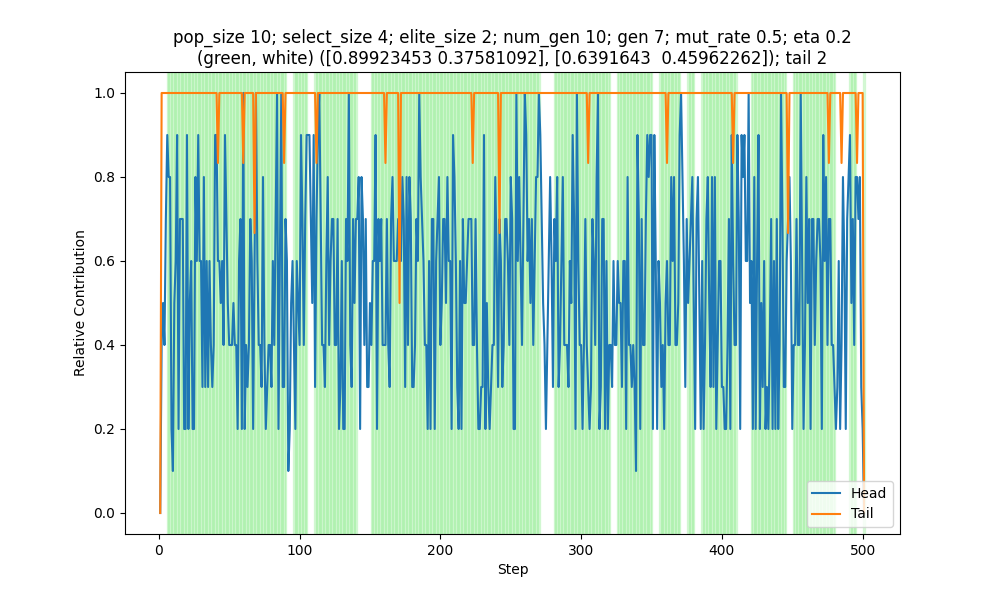 pop_size 10; select_size 4; elite_size 2; num_gen 10; gen 7; mut_rate 0.5; eta 0.2
(green, white) ([0.89923453 0.37581092], [0.6391643  0.45962262]); tail 2
1.0
0.8
0.6
0.4
0.2
0.0
Relative Contribution
0
100
200
300
400
500
Step
Head
Tail